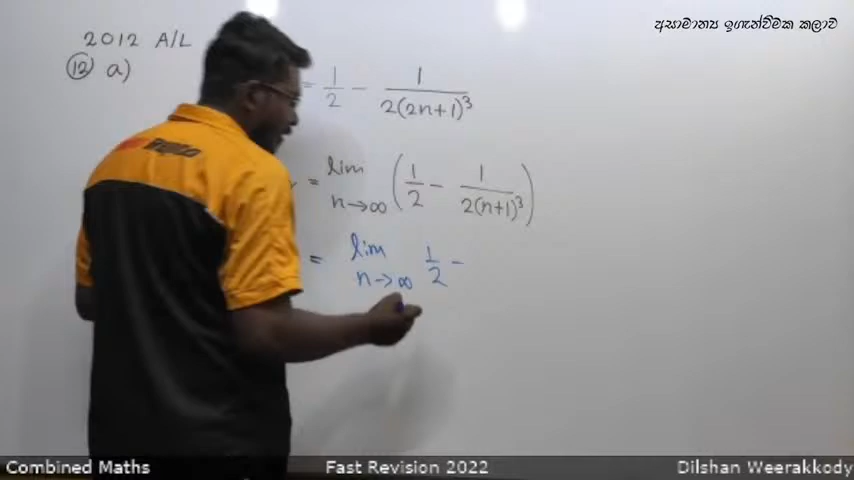 අසාමාන්‍ය ඉගැන්වීමක කලාව
2012 A/L
(12) a)
= 1/2 - 1/(2(2n+1)^3)
= lim n→∞ (1/2 - 1/(2(n+1)^3))
= lim n→∞ 1/2 -
Combined Maths
Fast Revision 2022
Dilshan Weerakkody